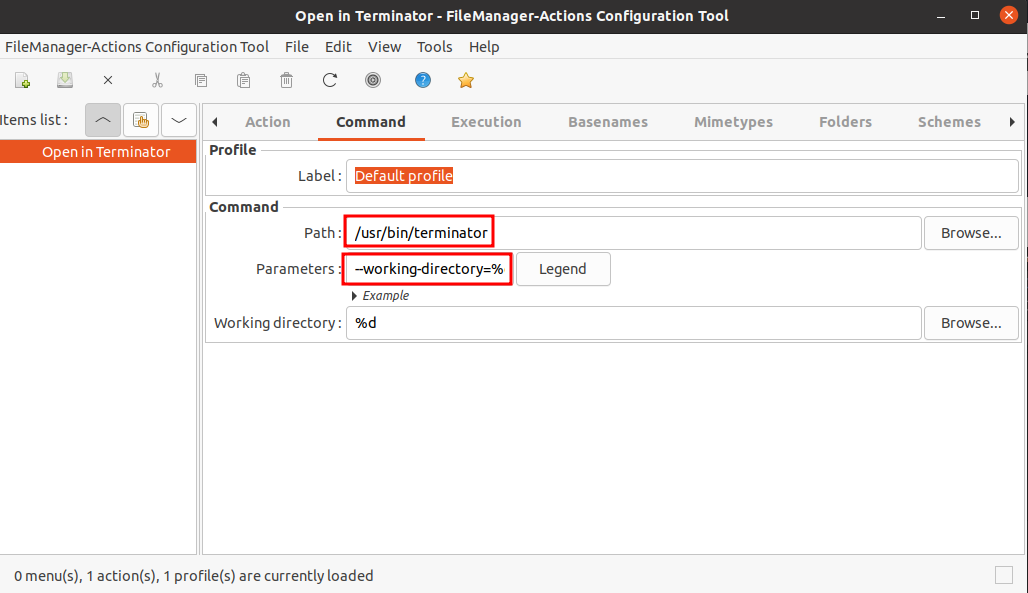 Open in Terminator - FileManager-Actions Configuration Tool
FileManager-Actions Configuration Tool File Edit View Tools Help
Items list :
Open in Terminator
Action Command Execution Basenames Mimetypes Folders Schemes
Profile
Label : Default profile
Command
Path : /usr/bin/terminator Browse...
Parameters : --working-directory=% Legend
Example
Working directory : %d Browse...
0 menu(s), 1 action(s), 1 profile(s) are currently loaded